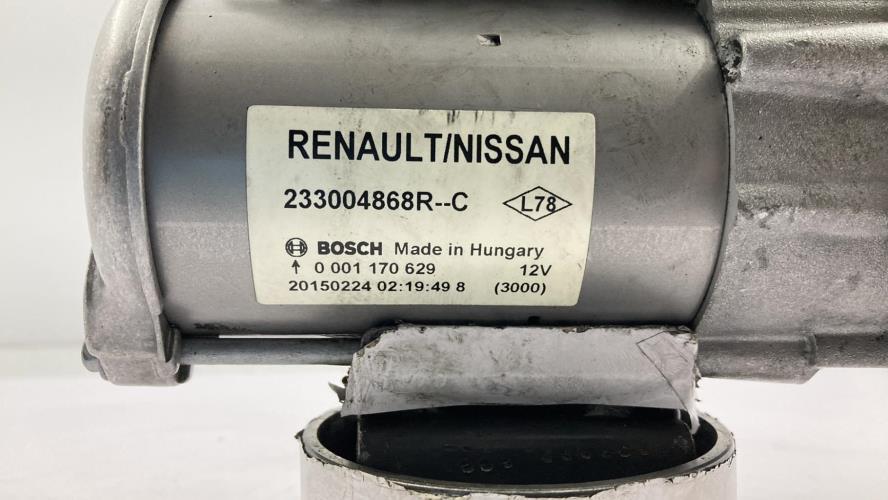 RENAULT/NISSAN
233004868R--C L78
BOSCH Made in Hungary
↑ 0 001 170 629 12V
20150224 02:19:49 8 (3000)